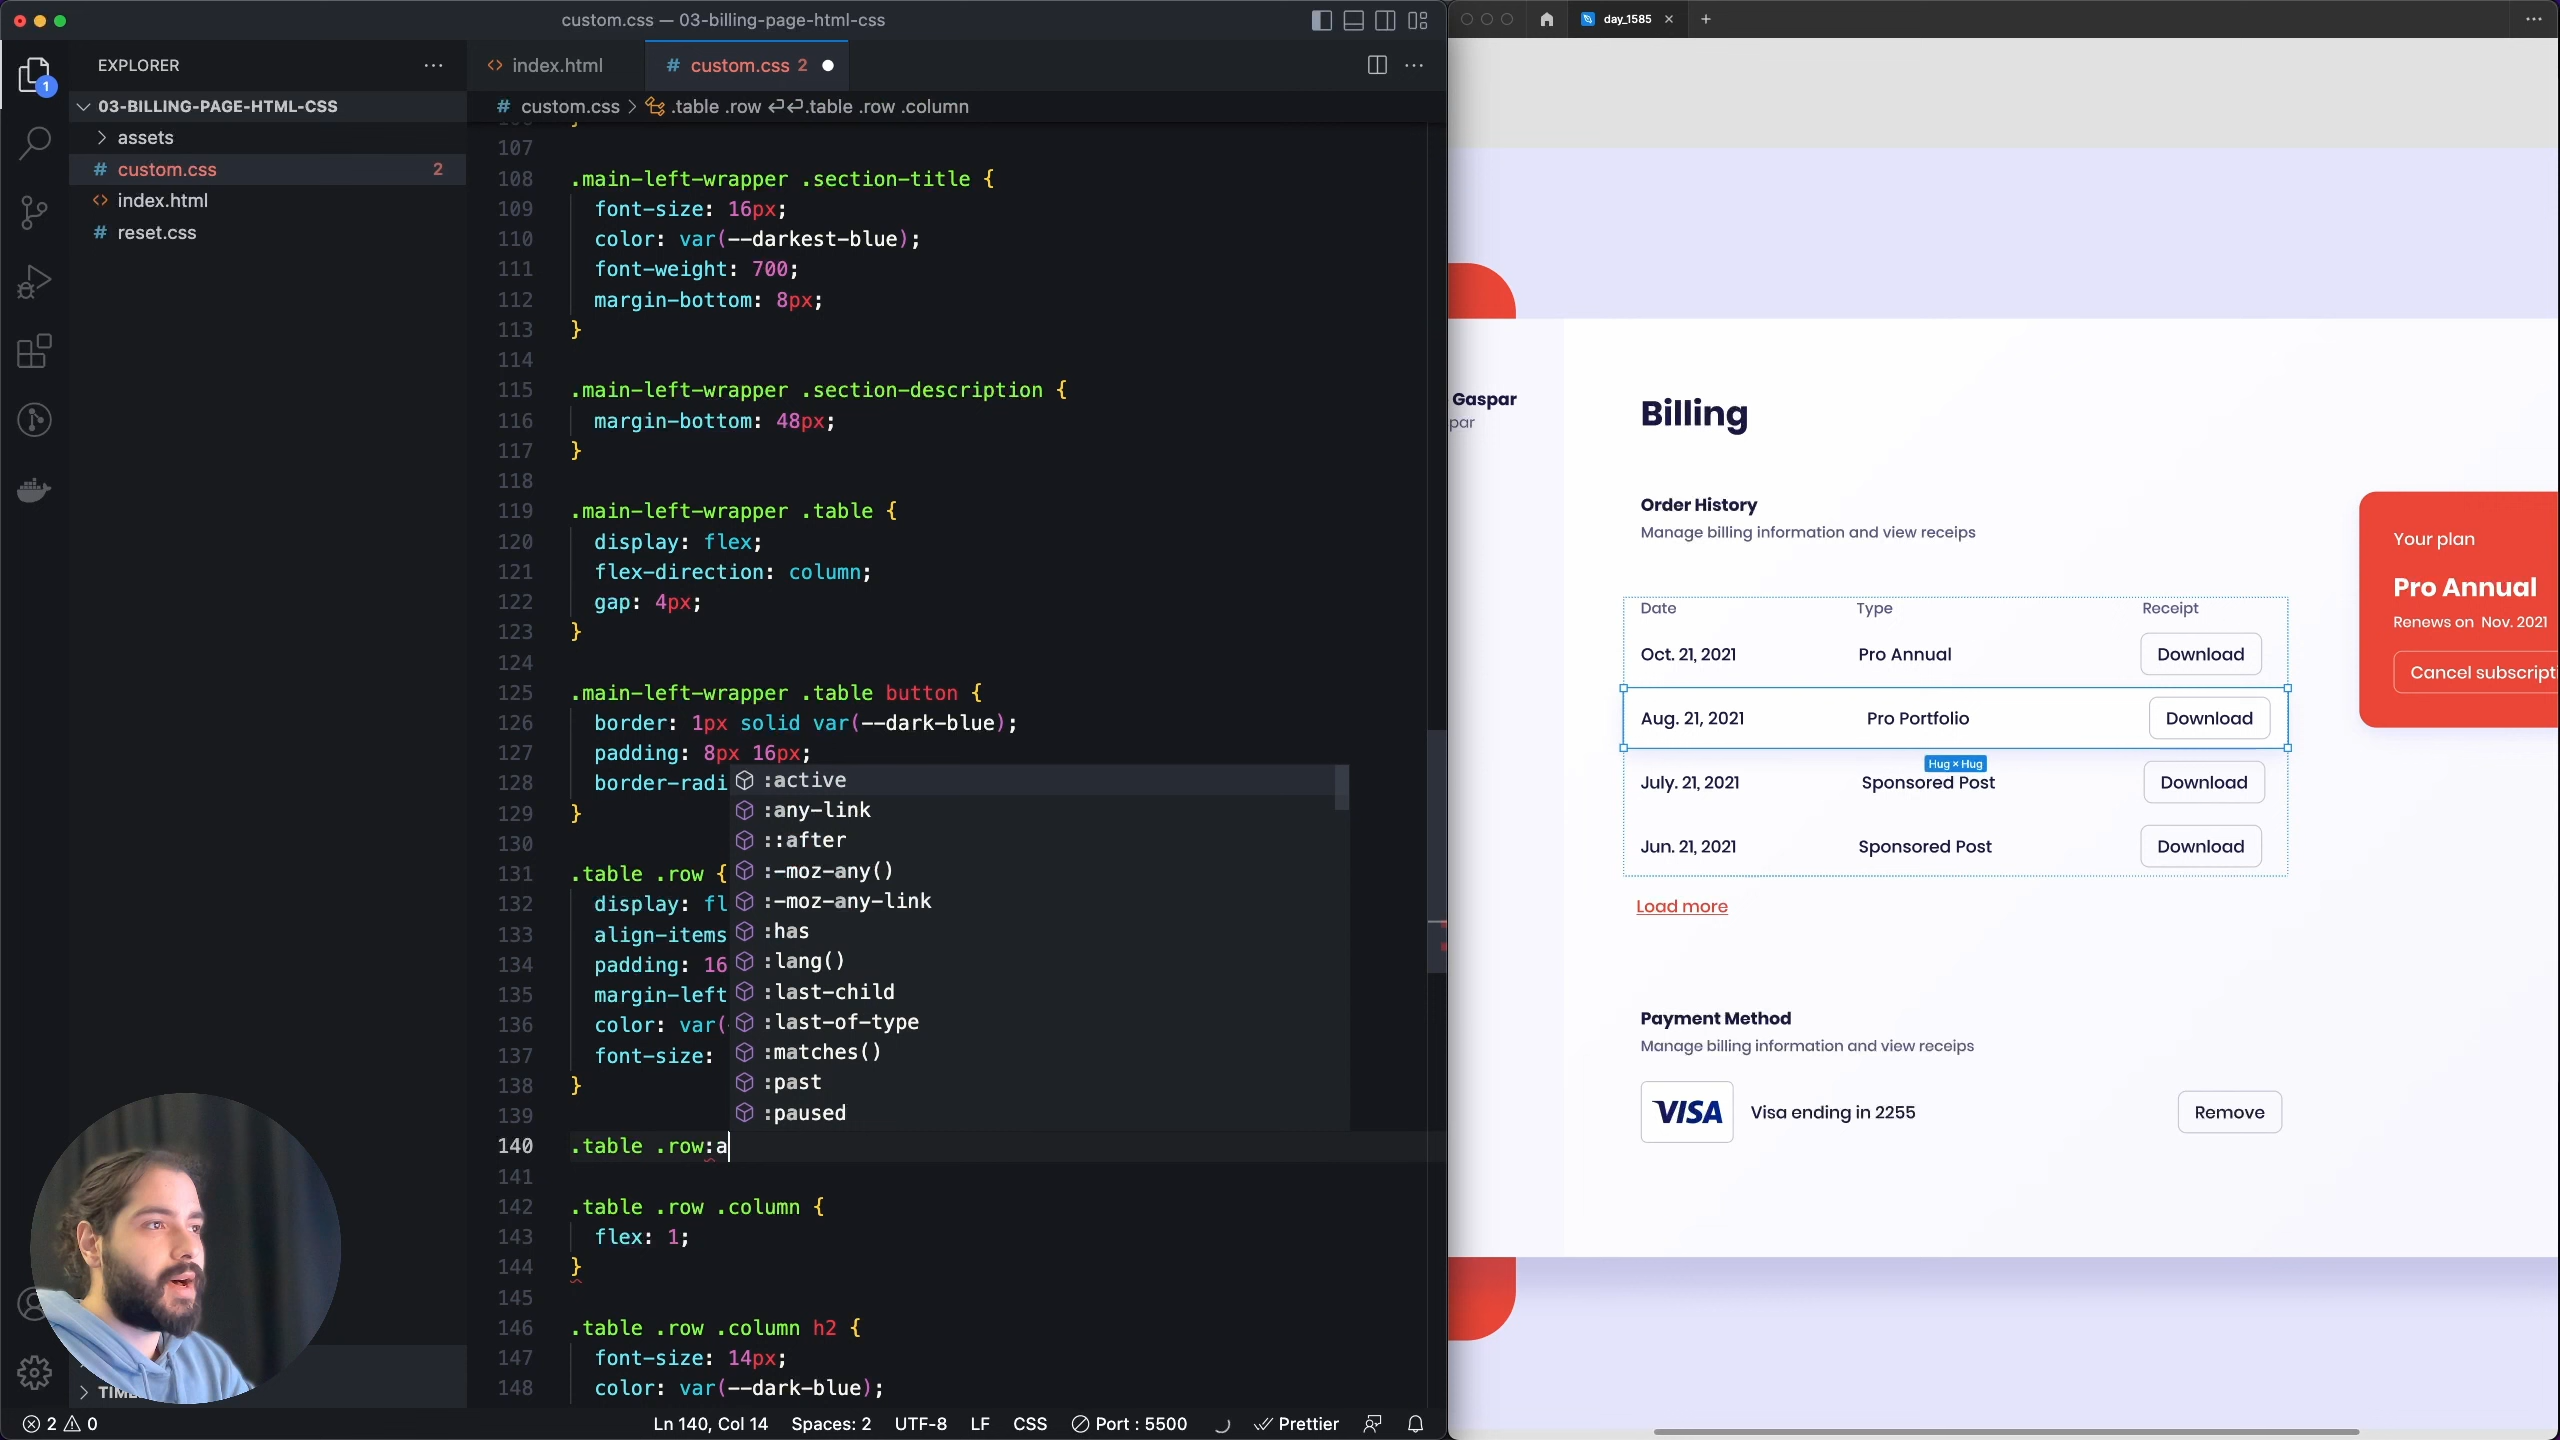 custom.css — 03-billing-page-html-css
day_1585
EXPLORER
index.html
custom.css 2
1
03-BILLING-PAGE-HTML-CSS
custom.css > .table .row .table .row .column
assets
custom.css 2
index.html
reset.css
107
108 .main-left-wrapper .section-title {
109 font-size: 16px;
110 color: var(--darkest-blue);
111 font-weight: 700;
112 margin-bottom: 8px;
113 }
114
115 .main-left-wrapper .section-description {
116 margin-bottom: 48px;
117 }
118
119 .main-left-wrapper .table {
120 display: flex;
121 flex-direction: column;
122 gap: 4px;
123 }
124
125 .main-left-wrapper .table button {
126 border: 1px solid var(--dark-blue);
127 padding: 8px 16px;
128 border-radi
129 }
130
131 .table .row {
132 display: fl
133 align-items
134 padding: 16
135 margin-left
136 color: var(
137 font-size:
138 }
139
140 .table .row:a
141
142 .table .row .column {
143 flex: 1;
144 }
145
146 .table .row .column h2 {
147 font-size: 14px;
148 color: var(--dark-blue);
:active
:any-link
::after
:-moz-any()
:-moz-any-link
:has
:lang()
:last-child
:last-of-type
:matches()
:past
:paused
2 0
Ln 140, Col 14 Spaces: 2 UTF-8 LF CSS Port : 5500 Prettier
Gaspar
par
Billing
Order History
Manage billing information and view receips
Date Type Receipt
Oct. 21, 2021 Pro Annual Download
Aug. 21, 2021 Pro Portfolio Download
Hug × Hug
July. 21, 2021 Sponsored Post Download
Jun. 21, 2021 Sponsored Post Download
Load more
Payment Method
Manage billing information and view receips
VISA Visa ending in 2255 Remove
Your plan
Pro Annual
Renews on Nov. 2021
Cancel subscripti